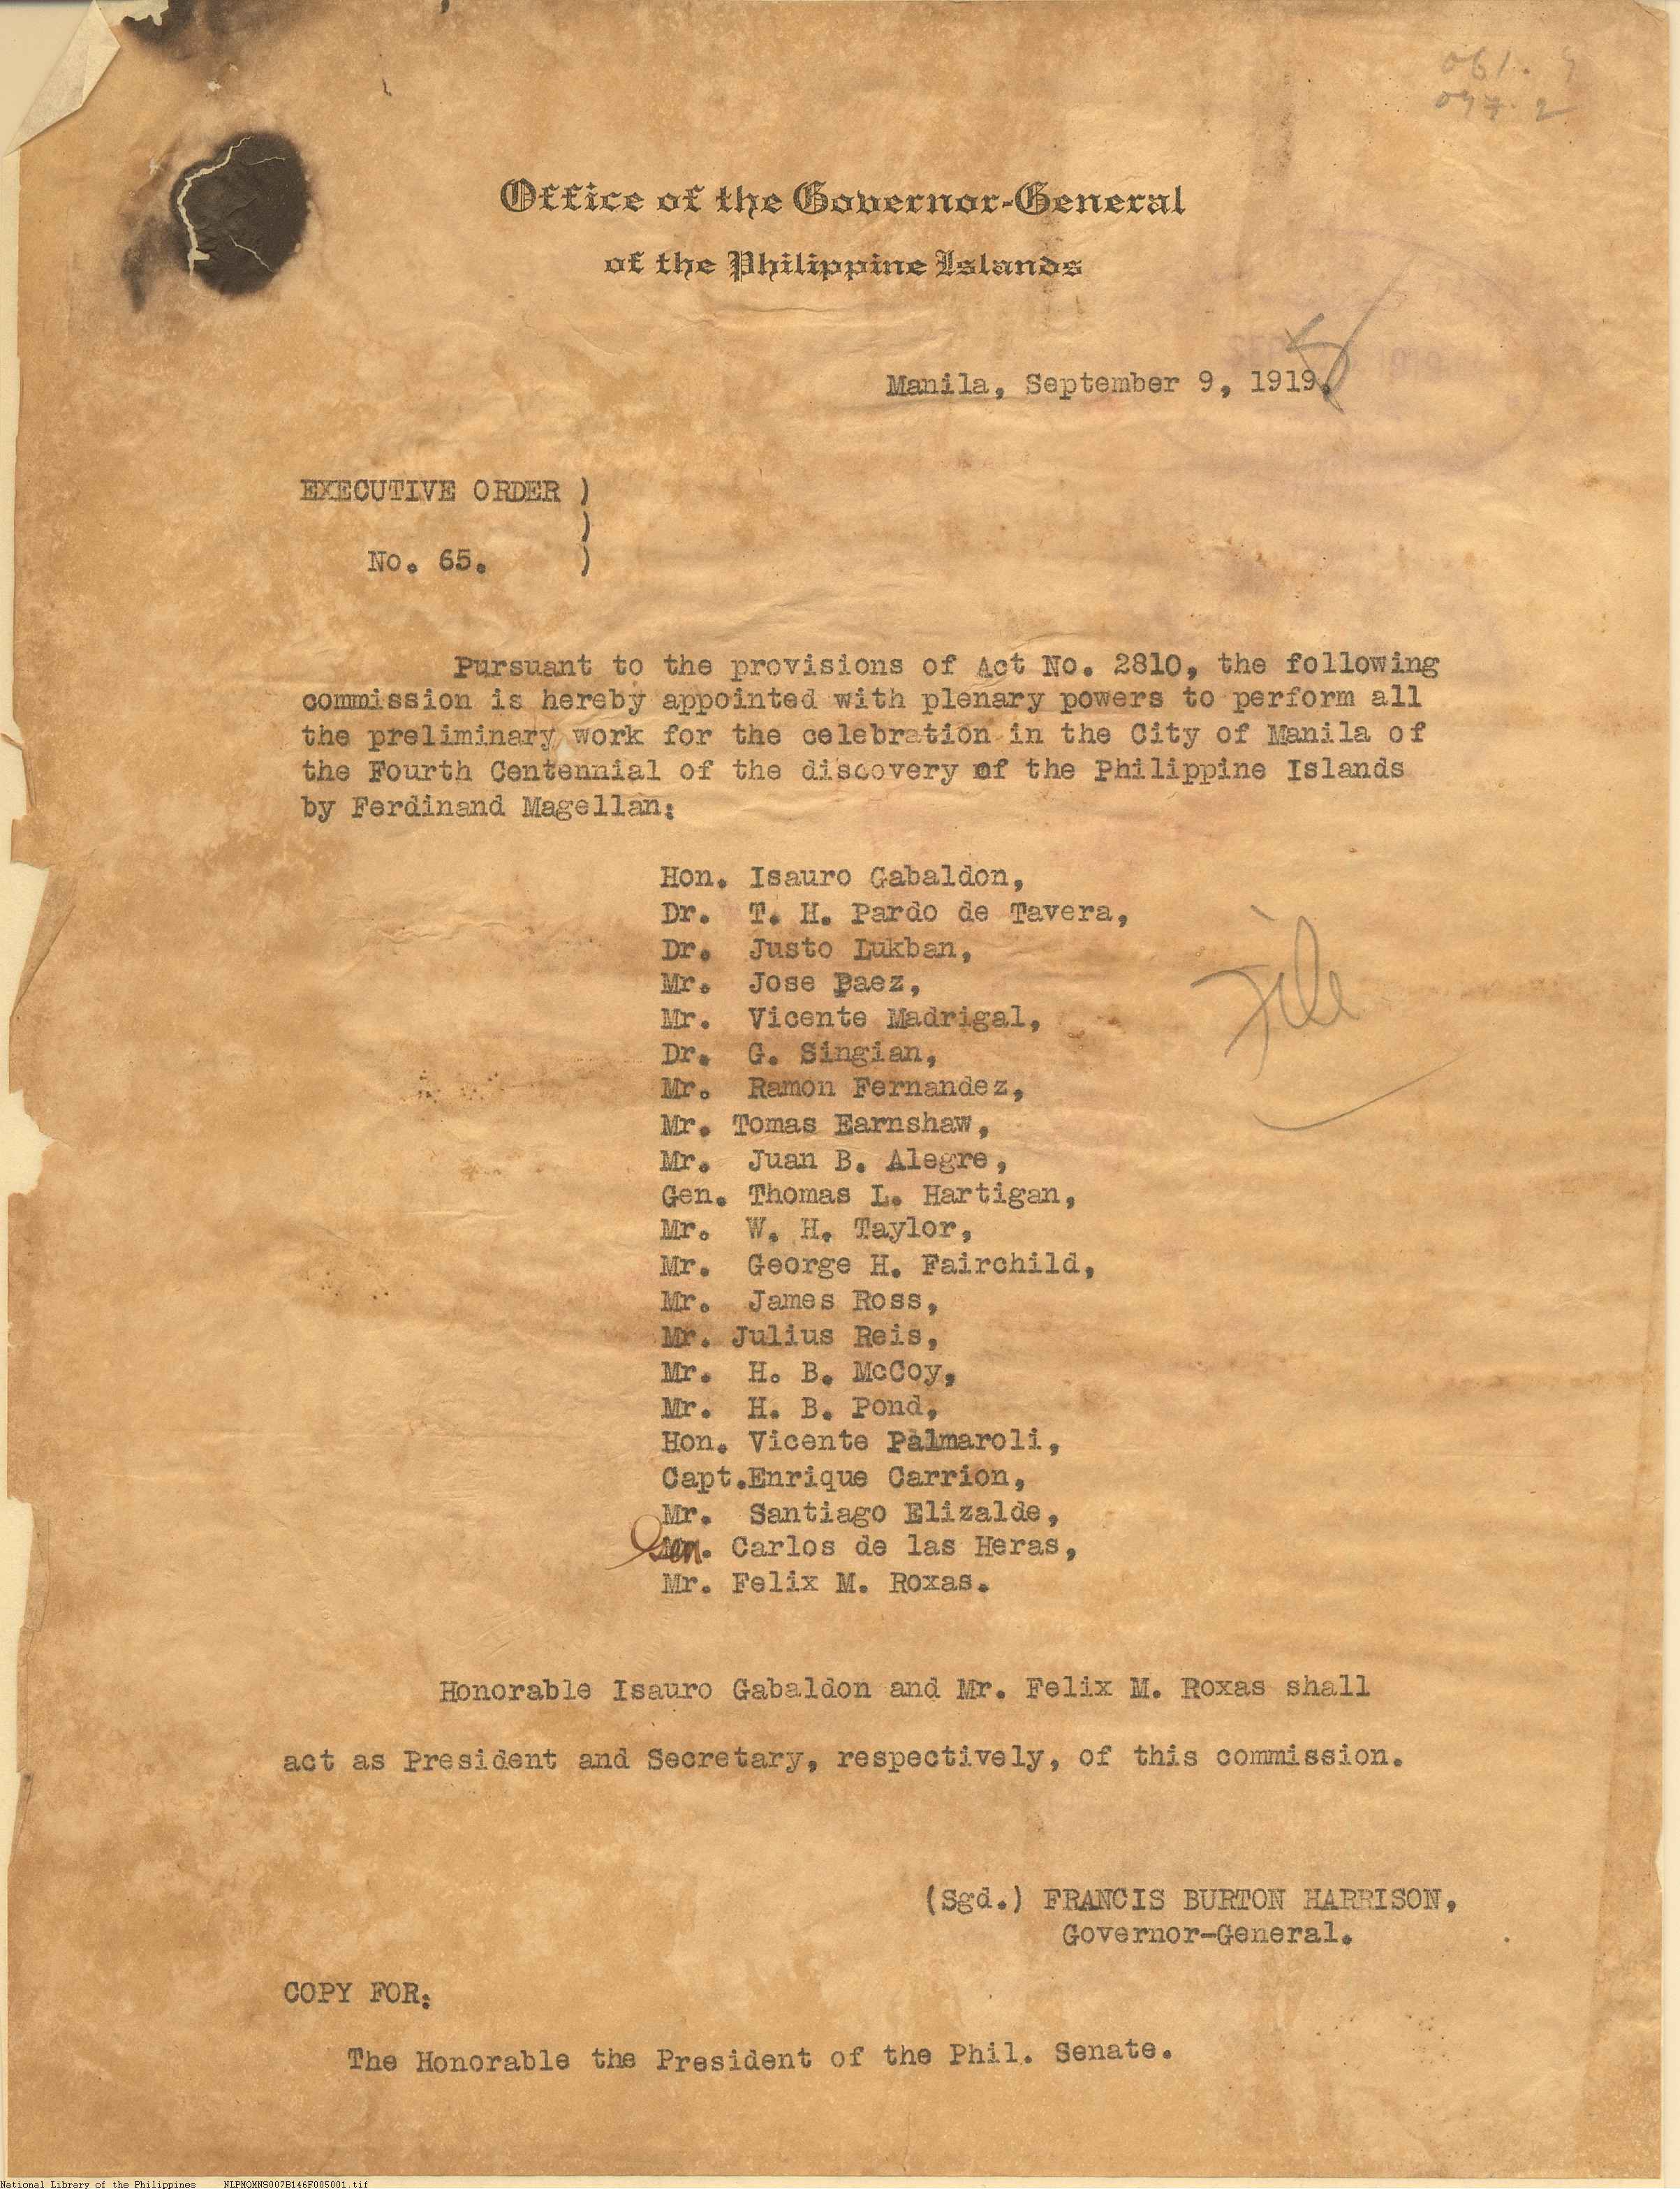 061.
Office of the Governor-General
of the Philippine Islands
SEP 1919
Manila, September 9, 1919.
EXECUTIVE ORDER )
)
No. 65. )
Pursuant to the provisions of Act No. 2810, the following
commission is hereby appointed with plenary powers to perform all
the preliminary work for the celebration in the City of Manila of
the Fourth Centennial of the discovery of the Philippine Islands
by Ferdinand Magellan:
Hon. Isauro Gabaldon,
Dr. T. H. Pardo de Tavera,
Dr. Justo Lukban,
Mr. Jose Paez,
Mr. Vicente Madrigal,
Dr. G. Singian,
Mr. Ramon Fernandez,
Mr. Tomas Earnshaw,
Mr. Juan B. Alegre,
Gen. Thomas L. Hartigan,
Mr. W. H. Taylor,
Mr. George H. Fairchild,
Mr. James Ross,
Mr. Julius Reis,
Mr. H. B. McCoy,
Mr. H. B. Pond,
Hon. Vicente Palmaroli,
Capt. Enrique Carrion,
Mr. Santiago Elizalde,
Gen. Carlos de las Heras,
Mr. Felix M. Roxas.
File
Honorable Isauro Gabaldon and Mr. Felix M. Roxas shall
act as President and Secretary, respectively, of this commission.
(Sgd.) FRANCIS BURTON HARRISON,
Governor-General.
COPY FOR:
The Honorable the President of the Phil. Senate.
National Library of the Philippines NLPMQMNS007B146F005001.tif